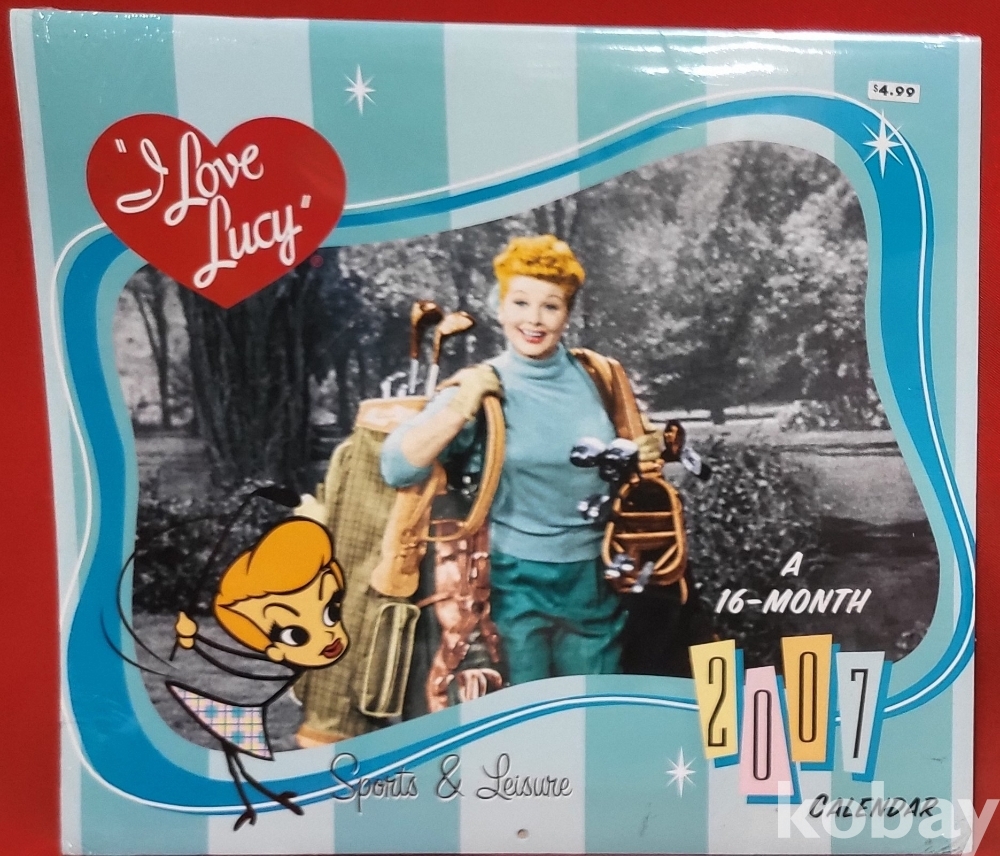 $4.99
"I Love
Lucy"
A
16-MONTH
2007
Sports & Leisure
CALENDAR
kobay